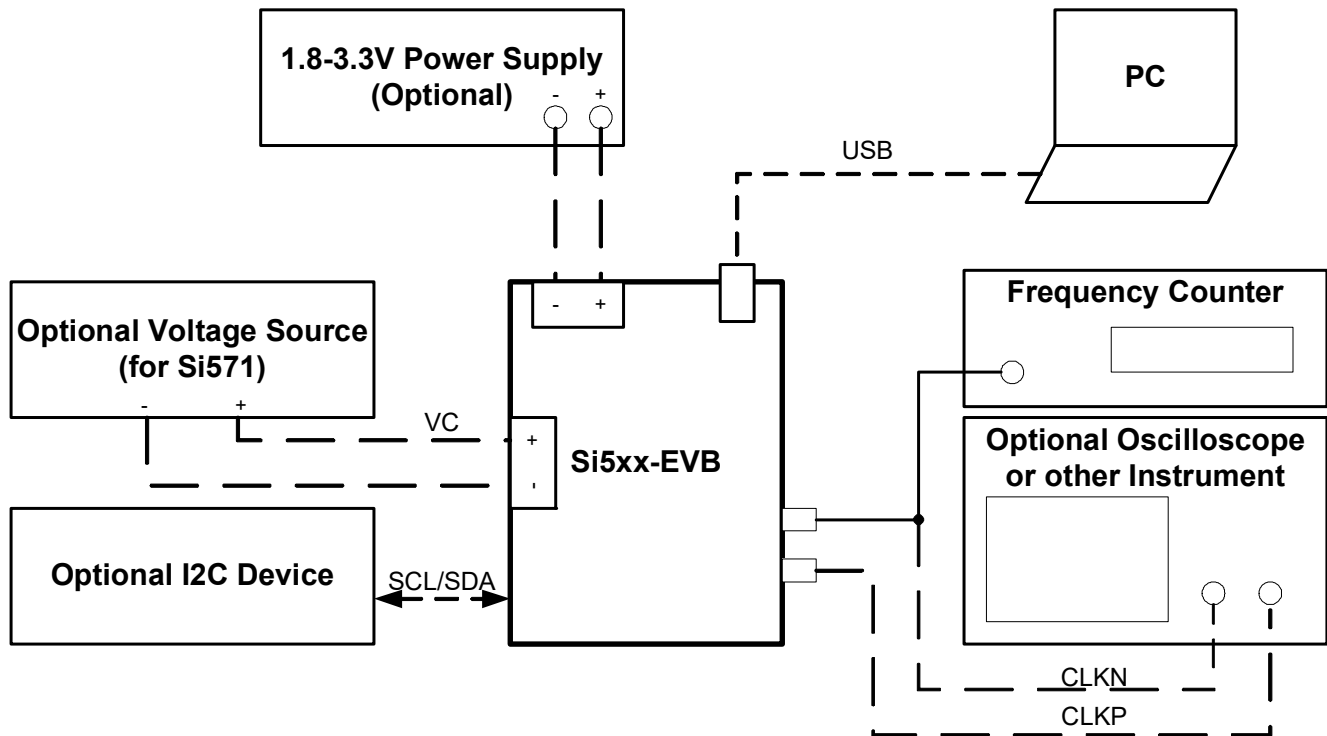 1.8-3.3V Power Supply
(Optional)
- +
PC
USB
- +
Optional Voltage Source
(for Si571)
- +
VC
+
-
Si5xx-EVB
Frequency Counter
Optional Oscilloscope
or other Instrument
Optional I2C Device
SCL/SDA
CLKN
CLKP